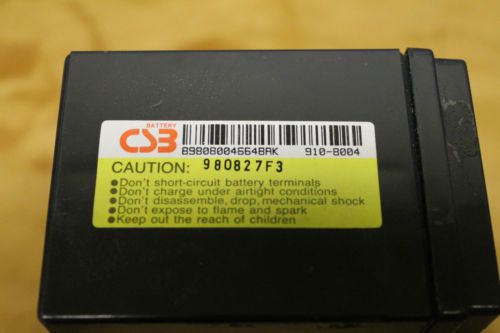 BATTERY
CSB
B9808004664BAK 910-8004
CAUTION: 980827F3
●Don't short-circuit battery terminals
●Don't charge under airtight conditions
●Don't disassemble, drop, mechanical shock
●Don't expose to flame and spark
●Keep out the reach of children